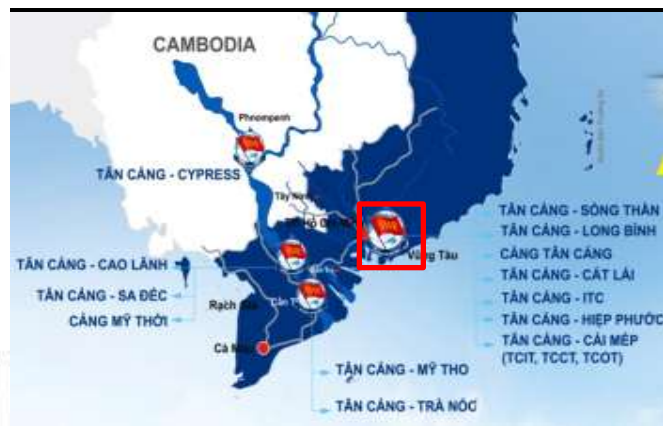 CAMBODIA
Phnompenh
TÂN CẢNG - CYPRESS
Tây Ninh
TÂN CẢNG - SÓNG THẦN
TÂN CẢNG - LONG BÌNH
Vũng Tàu
CẢNG TÂN CẢNG
TÂN CẢNG - CAO LÃNH
TÂN CẢNG - CÁT LÁI
TÂN CẢNG - SA ĐÉC
Rạch
Cần
TÂN CẢNG - ITC
CẢNG MỸ THỚI
TÂN CẢNG - HIỆP PHƯỚC
Cà
TÂN CẢNG - CÁI MÉP
(TCIT, TCCT, TCOT)
TÂN CẢNG - MỸ THO
TÂN CẢNG - TRÀ NÓC